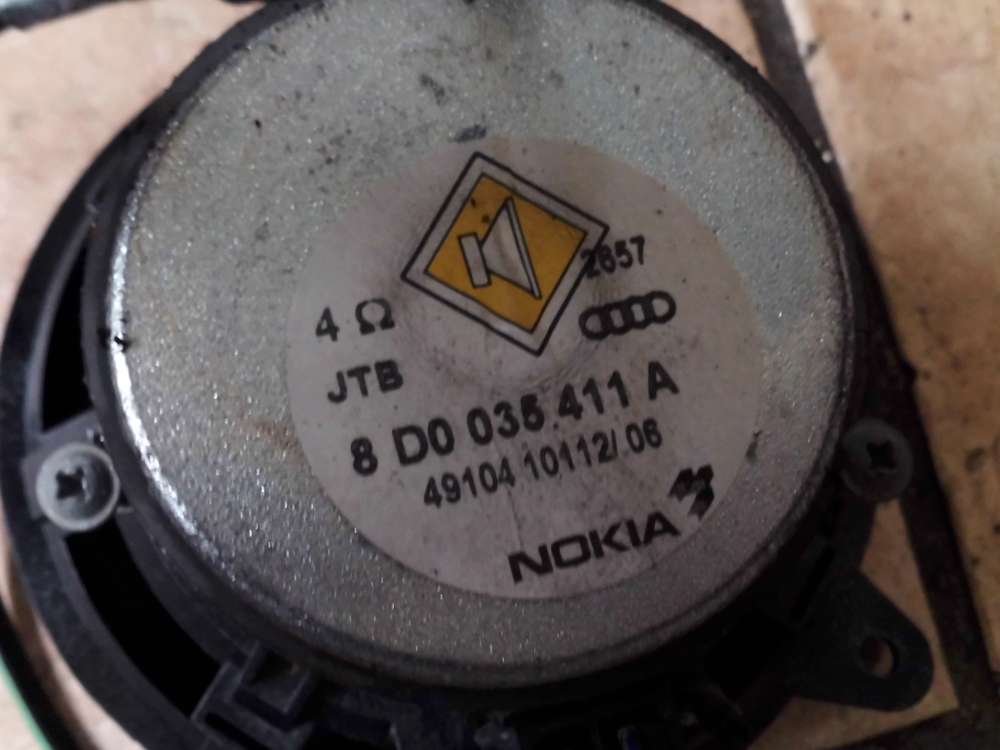 2657
4 Ω
JTB
8 D0 035.411 A
49104 10112/.06
NOKIA